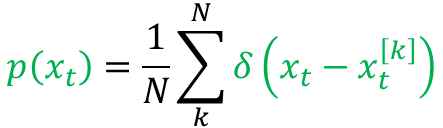 p(x_t) = \frac{1}{N} \sum_{k}^{N} \delta \left( x_t - x_t^{[k]} \right)